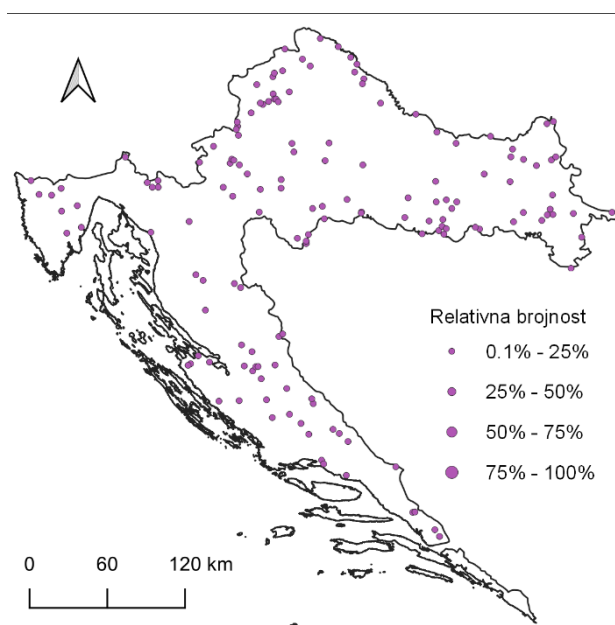 Relativna brojnost
0.1% - 25%
25% - 50%
50% - 75%
75% - 100%
0 60 120 km